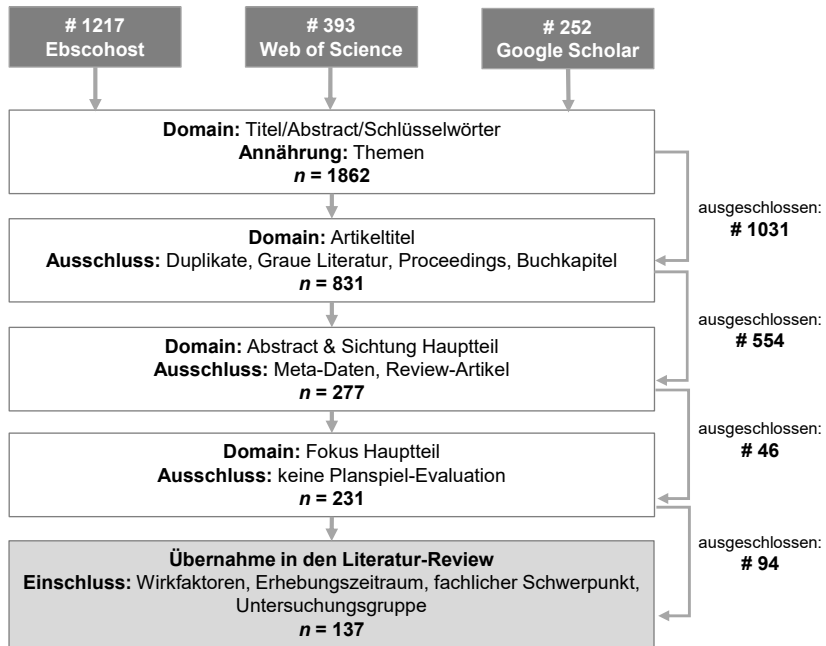 # 1217
Ebscohost
# 393
Web of Science
# 252
Google Scholar
Domain: Titel/Abstract/Schlüsselwörter
Annährung: Themen
n = 1862
ausgeschlossen:
# 1031
Domain: Artikeltitel
Ausschluss: Duplikate, Graue Literatur, Proceedings, Buchkapitel
n = 831
ausgeschlossen:
# 554
Domain: Abstract & Sichtung Hauptteil
Ausschluss: Meta-Daten, Review-Artikel
n = 277
ausgeschlossen:
# 46
Domain: Fokus Hauptteil
Ausschluss: keine Planspiel-Evaluation
n = 231
ausgeschlossen:
# 94
Übernahme in den Literatur-Review
Einschluss: Wirkfaktoren, Erhebungszeitraum, fachlicher Schwerpunkt,
Untersuchungsgruppe
n = 137